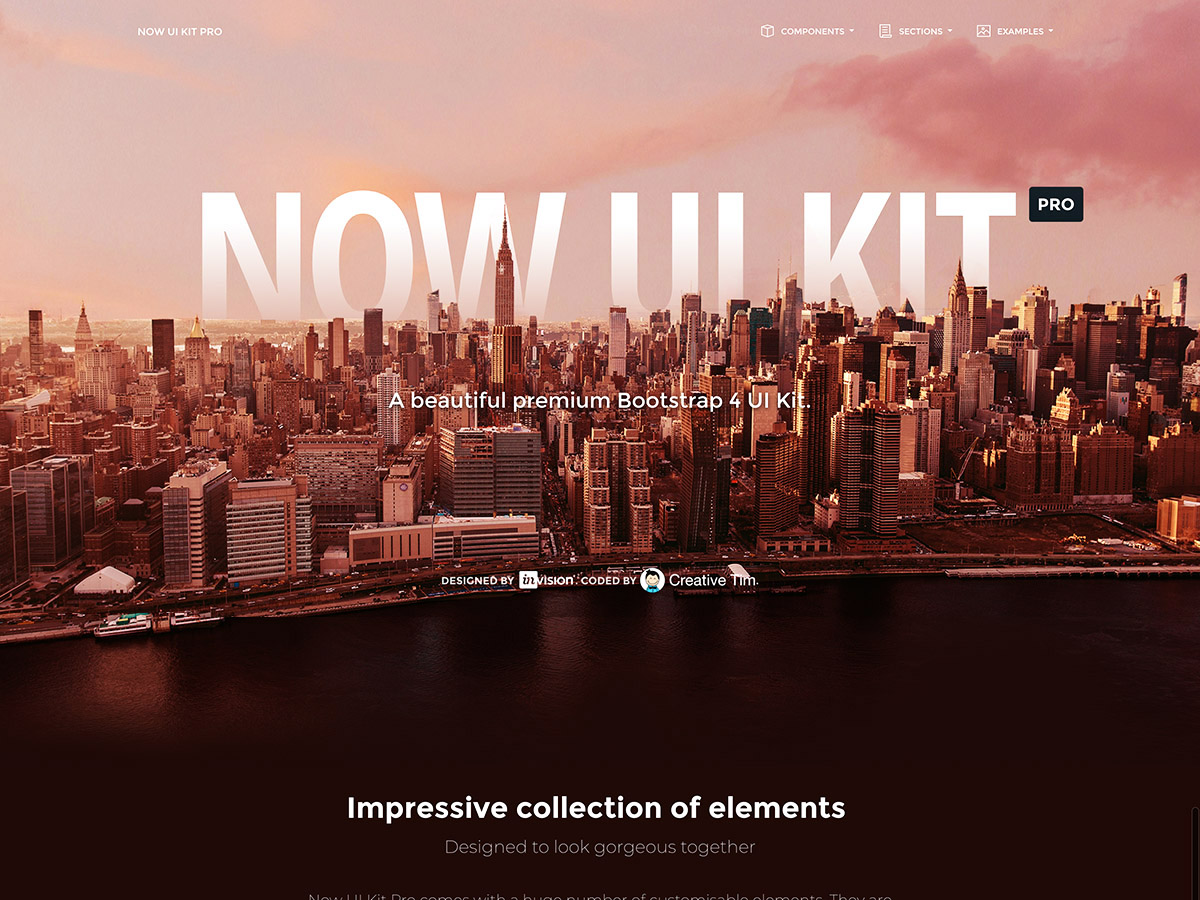 NOW UI KIT PRO
COMPONENTS
SECTIONS
EXAMPLES
NOW UI KIT
PRO
A beautiful premium Bootstrap 4 UI Kit.
DESIGNED BY invision. CODED BY Creative Tim.
Impressive collection of elements
Designed to look gorgeous together
Now UI Kit Pro comes with a huge number of customisable elements. They are